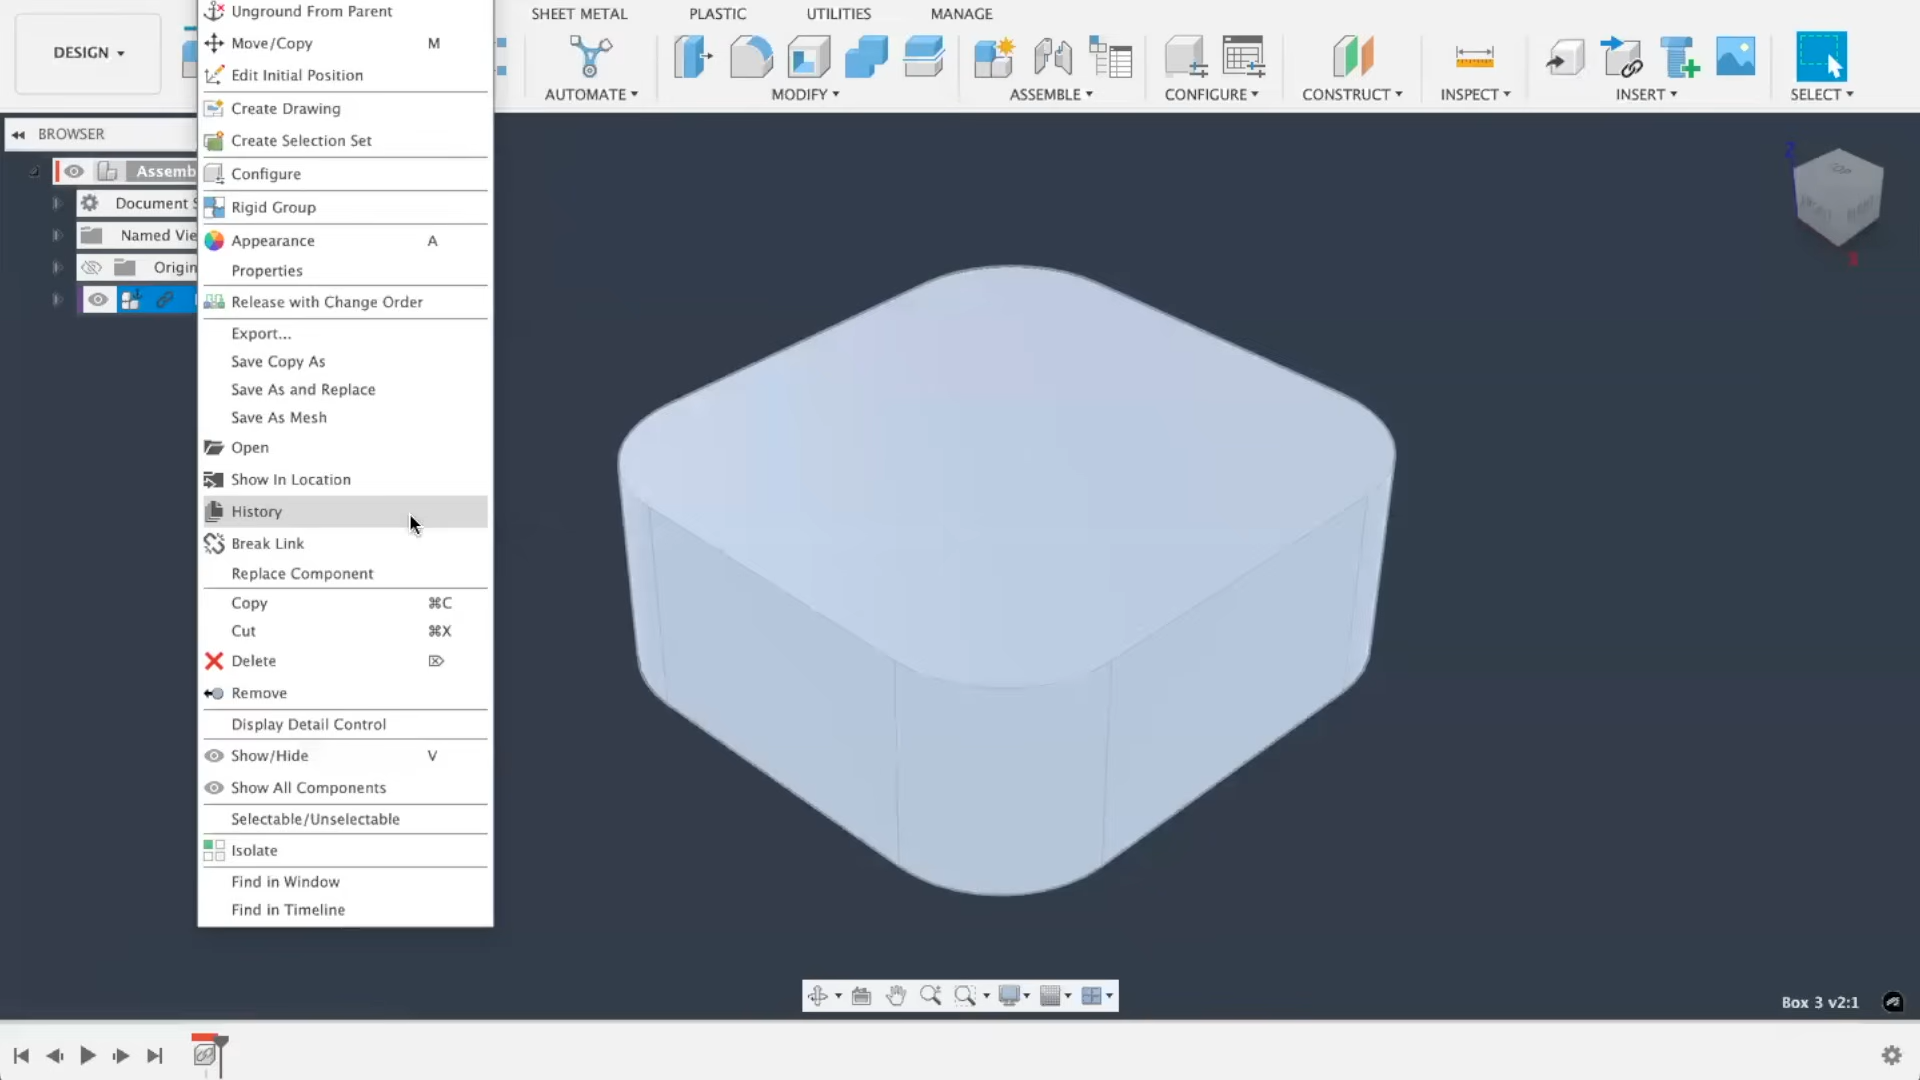 SHEET METAL
PLASTIC
UTILITIES
MANAGE
DESIGN
AUTOMATE
MODIFY
ASSEMBLE
CONFIGURE
CONSTRUCT
INSPECT
INSERT
SELECT
BROWSER
Assemb
Document S
Named Vie
Origin
Unground From Parent
Move/Copy M
Edit Initial Position
Create Drawing
Create Selection Set
Configure
Rigid Group
Appearance A
Properties
Release with Change Order
Export...
Save Copy As
Save As and Replace
Save As Mesh
Open
Show In Location
History
Break Link
Replace Component
Copy ⌘C
Cut ⌘X
Delete ⌦
Remove
Display Detail Control
Show/Hide V
Show All Components
Selectable/Unselectable
Isolate
Find in Window
Find in Timeline
Z
X
Box 3 v2:1